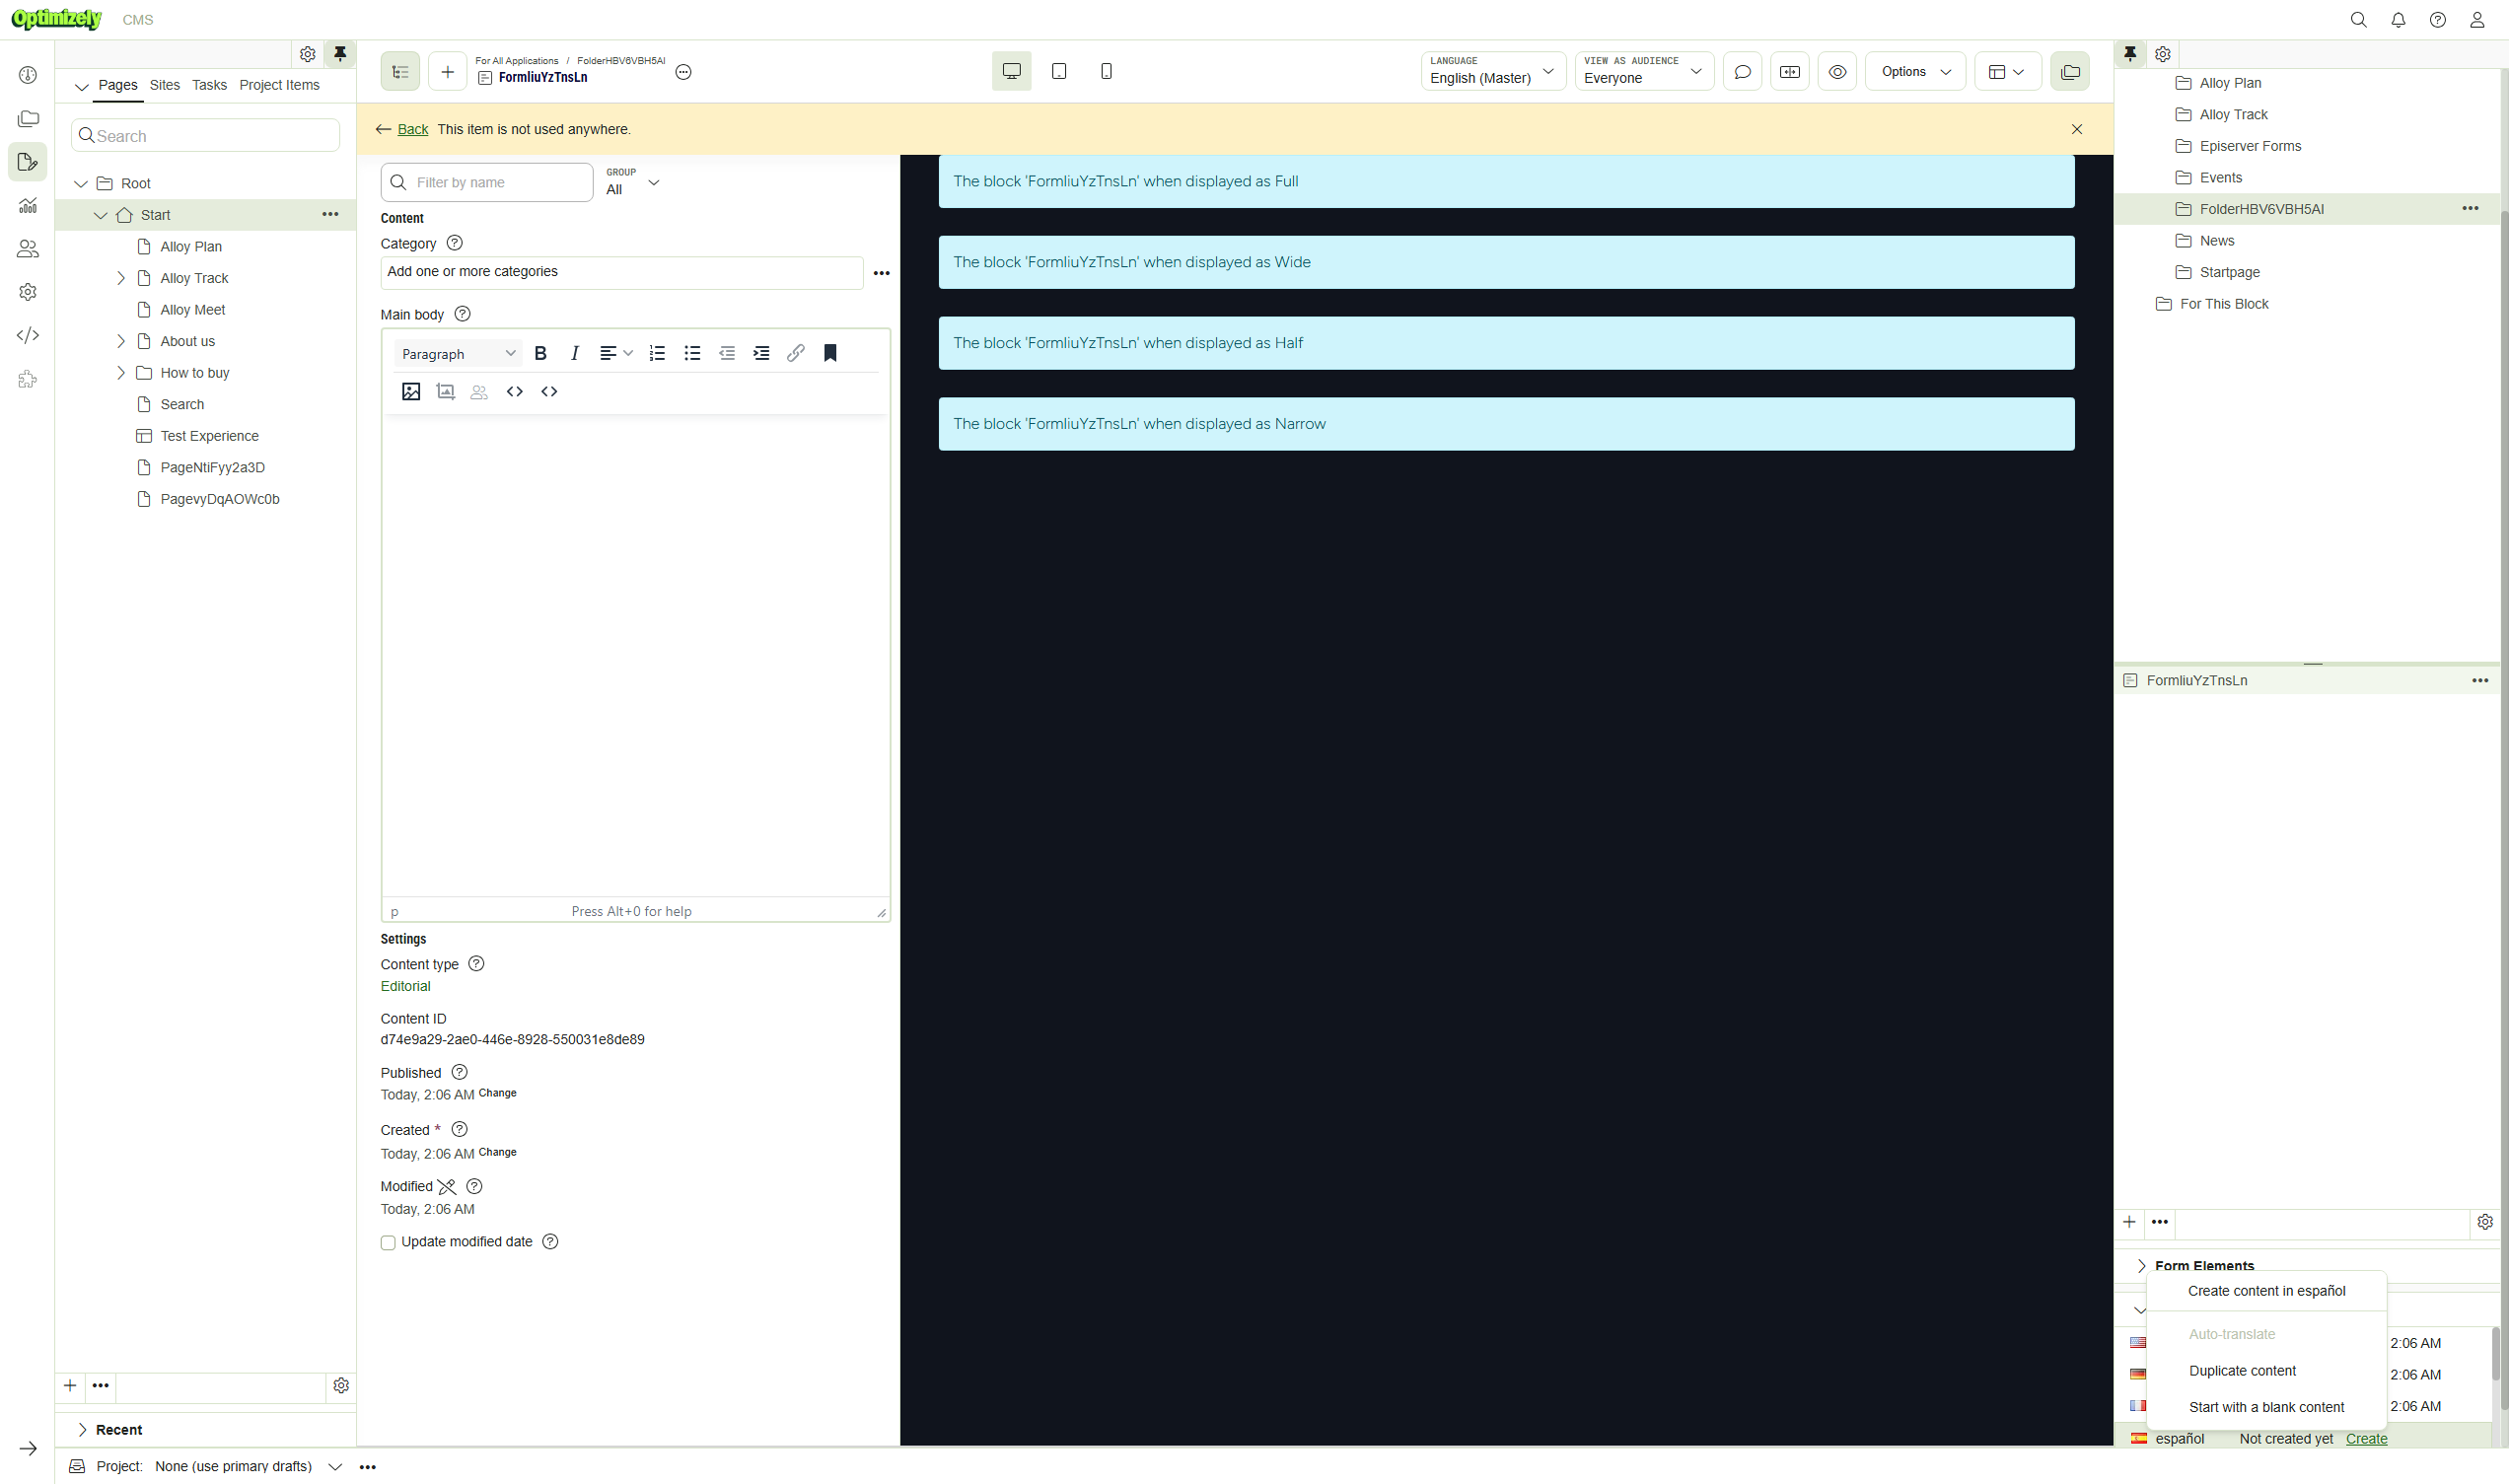 Optimizely CMS
Pages Sites Tasks Project Items
Search
Root
Start
Alloy Plan
Alloy Track
Alloy Meet
About us
How to buy
Search
Test Experience
PageNtiFyy2a3D
PagevyDqAOWc0b
Recent
Project: None (use primary drafts)
For All Applications / FolderHBV6VBH5AI
FormIiuYzTnsLn
LANGUAGE
English (Master)
VIEW AS AUDIENCE
Everyone
Options
Back This item is not used anywhere.
Filter by name
GROUP
All
Content
Category
Add one or more categories
Main body
Paragraph
p Press Alt+0 for help
Settings
Content type
Editorial
Content ID
d74e9a29-2ae0-446e-8928-550031e8de89
Published
Today, 2:06 AM Change
Created *
Today, 2:06 AM Change
Modified
Today, 2:06 AM
Update modified date
The block 'FormIiuYzTnsLn' when displayed as Full
The block 'FormIiuYzTnsLn' when displayed as Wide
The block 'FormIiuYzTnsLn' when displayed as Half
The block 'FormIiuYzTnsLn' when displayed as Narrow
Alloy Plan
Alloy Track
Episerver Forms
Events
FolderHBV6VBH5AI
News
Startpage
For This Block
FormIiuYzTnsLn
Form Elements
Create content in español
Auto-translate
2:06 AM
Duplicate content
2:06 AM
Start with a blank content
2:06 AM
español Not created yet Create